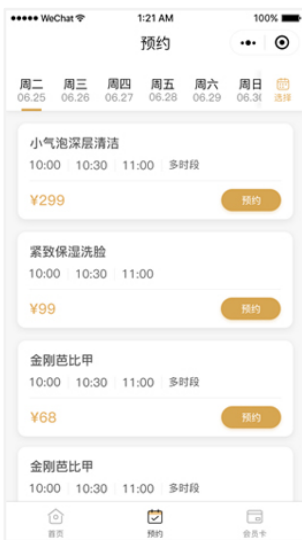 WeChat 1:21 AM 100%
预约
周二 周三 周四 周五 周六 周日
06.25 06.26 06.27 06.28 06.29 06.30 选择
小气泡深层清洁
10:00 10:30 11:00 多时段
¥299 预约
紧致保湿洗脸
10:00 10:30 11:00
¥99 预约
金刚芭比甲
10:00 10:30 11:00 多时段
¥68 预约
金刚芭比甲
10:00 10:30 11:00 多时段
首页 预约 会员卡